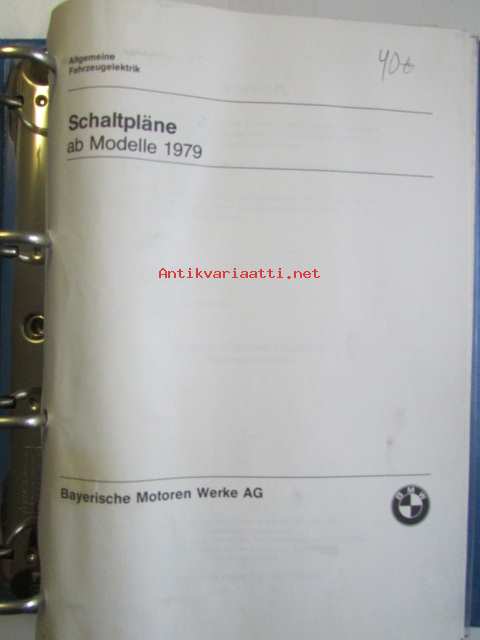 Allgemeine
Fahrzeugelektrik
40€
Schaltpläne
ab Modelle 1979
Antikvariaatti.net
Bayerische Motoren Werke AG
BMW